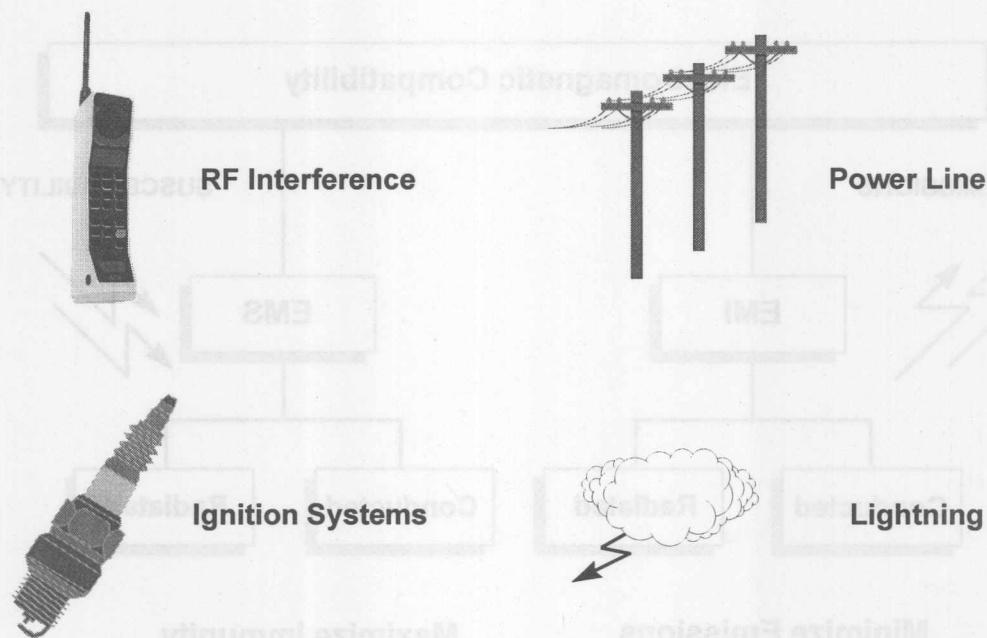 RF Interference
Power Line
Ignition Systems
Lightning
Electromagnetic Compatibility
EMS
EMI
Radiated
Conducted
Radiated
Conducted
Maximize Immunity
Minimize Emissions